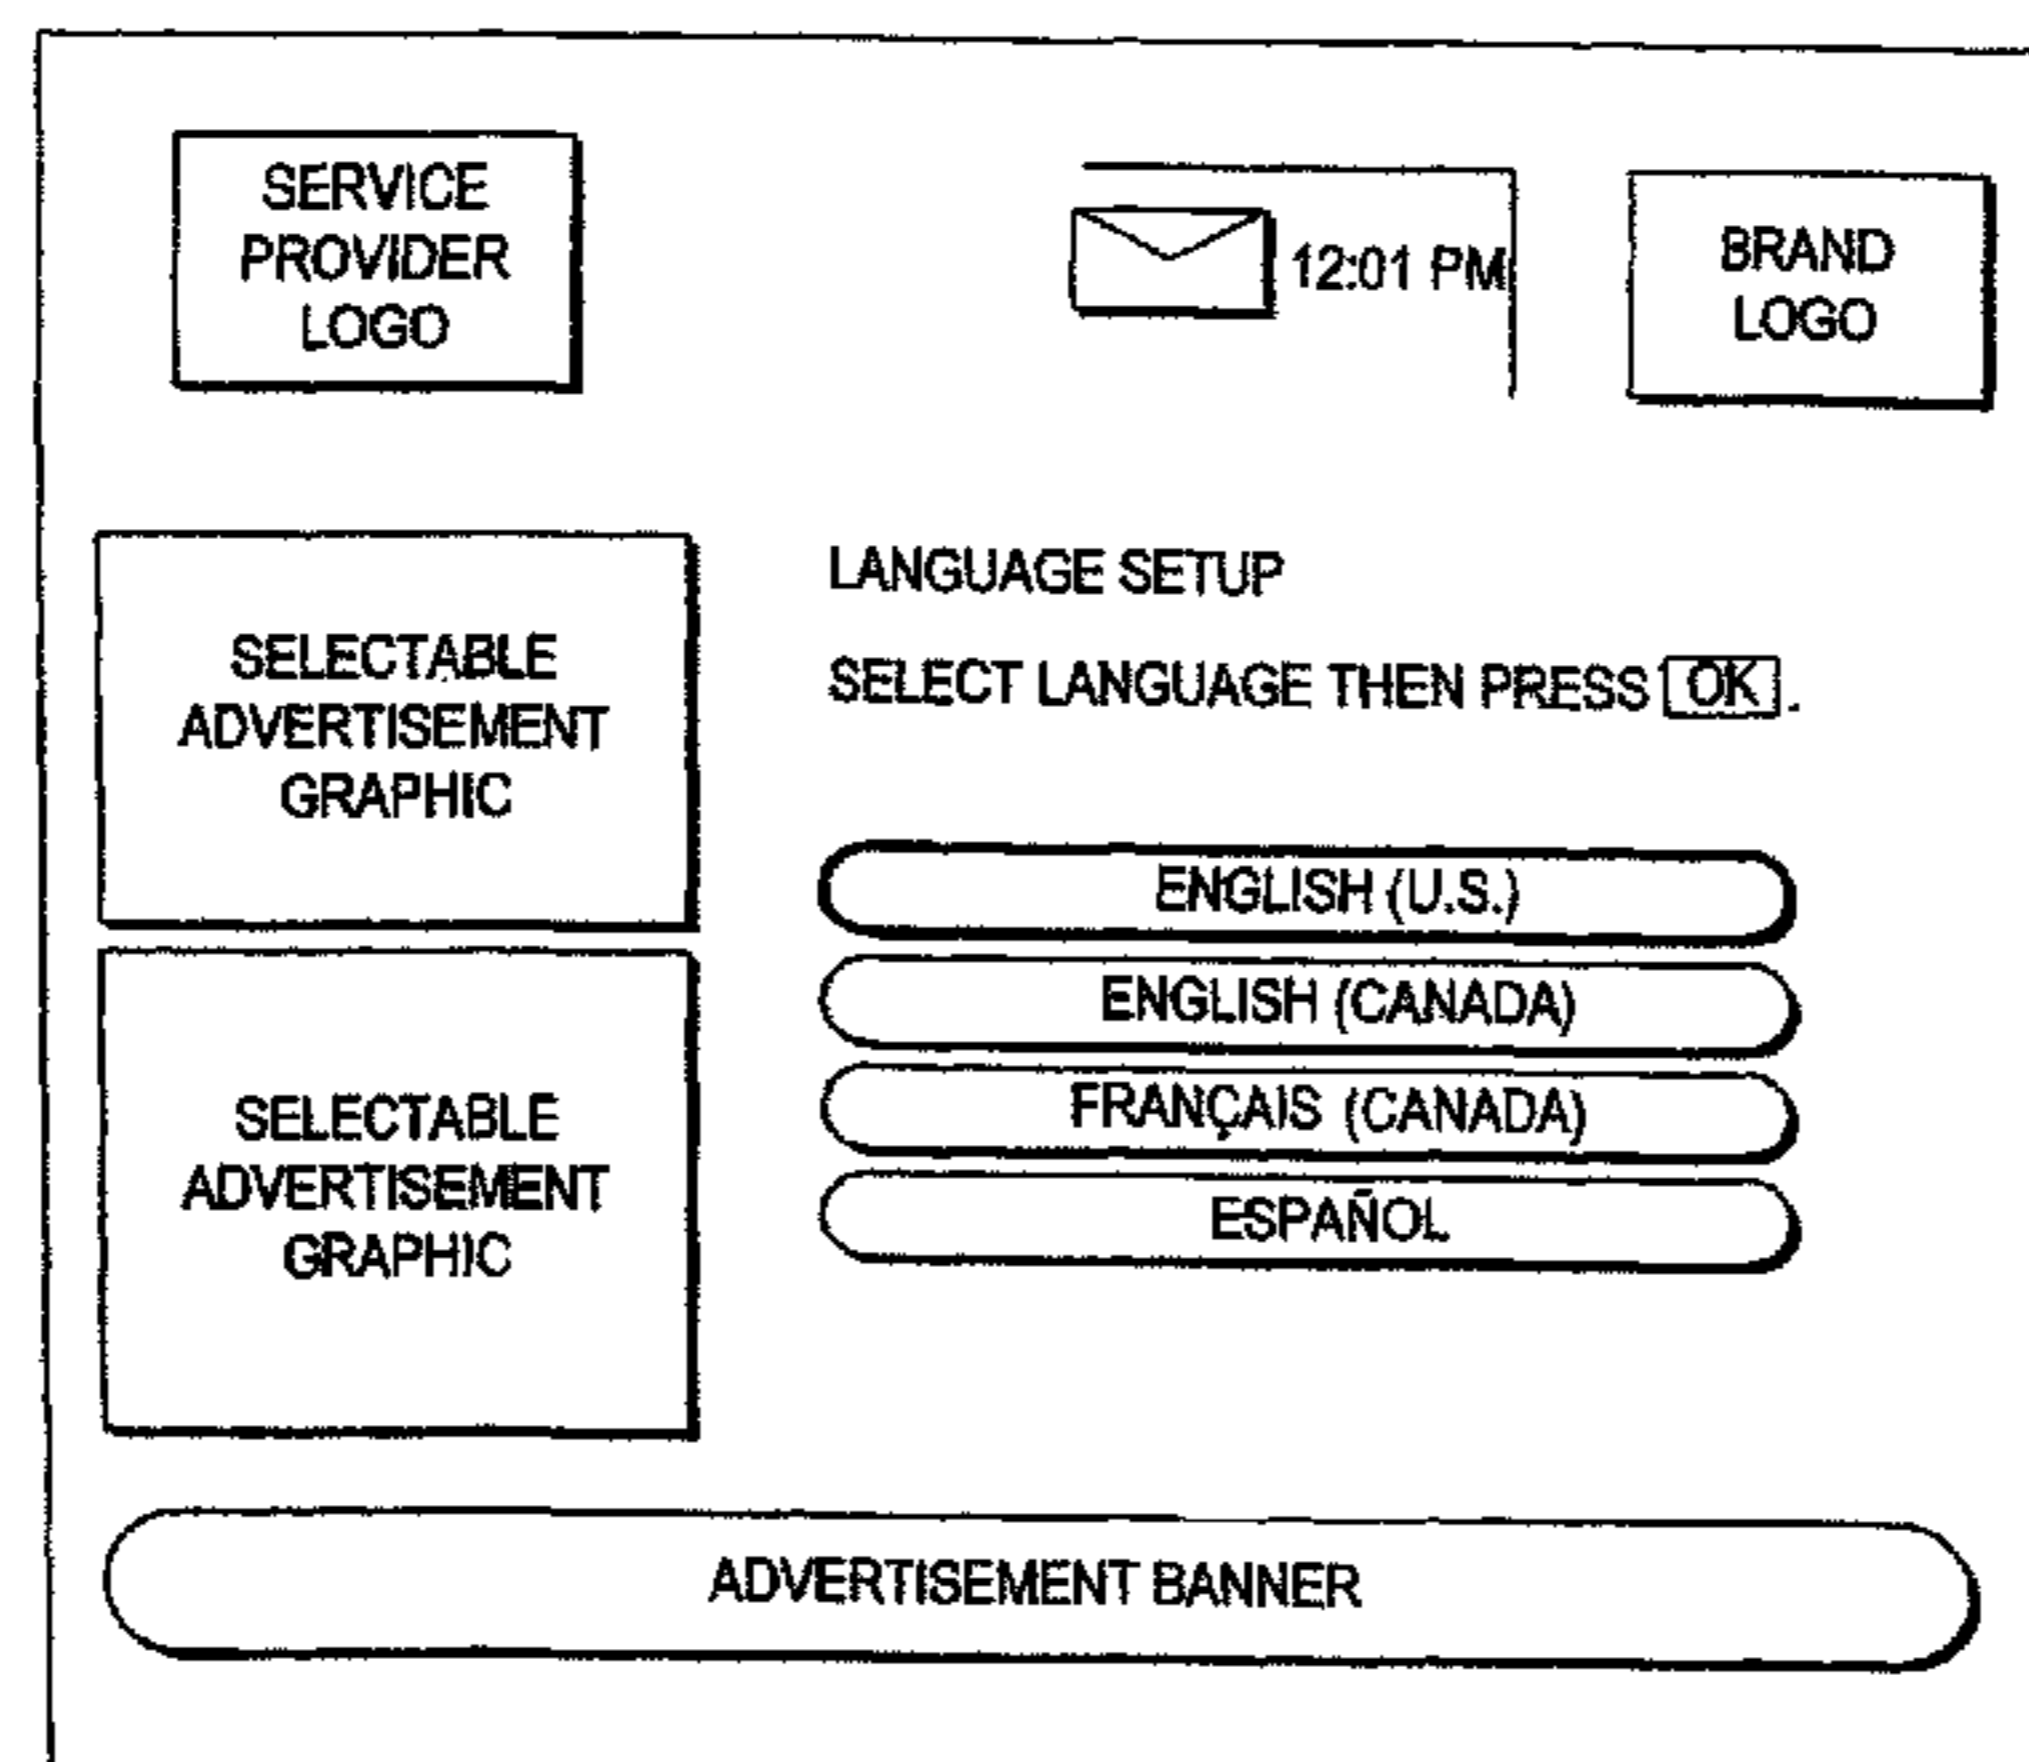 SERVICE
PROVIDER
LOGO
12:01 PM
BRAND
LOGO
SELECTABLE
ADVERTISEMENT
GRAPHIC
SELECTABLE
ADVERTISEMENT
GRAPHIC
LANGUAGE SETUP
SELECT LANGUAGE THEN PRESS OK.
ENGLISH (U.S.)
ENGLISH (CANADA)
FRANÇAIS (CANADA)
ESPAÑOL
ADVERTISEMENT BANNER